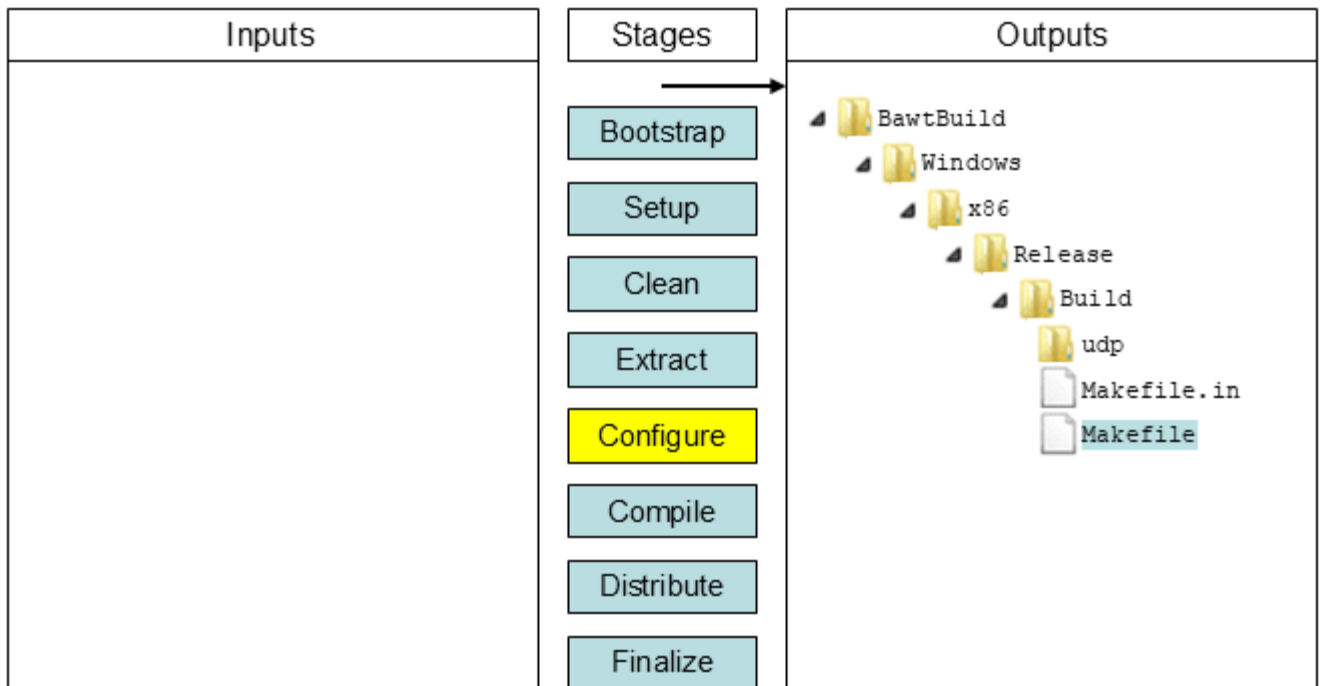 Inputs
Stages
Outputs
Bootstrap
Setup
Clean
Extract
Configure
Compile
Distribute
Finalize
BawtBuild
Windows
x86
Release
Build
udp
Makefile.in
Makefile